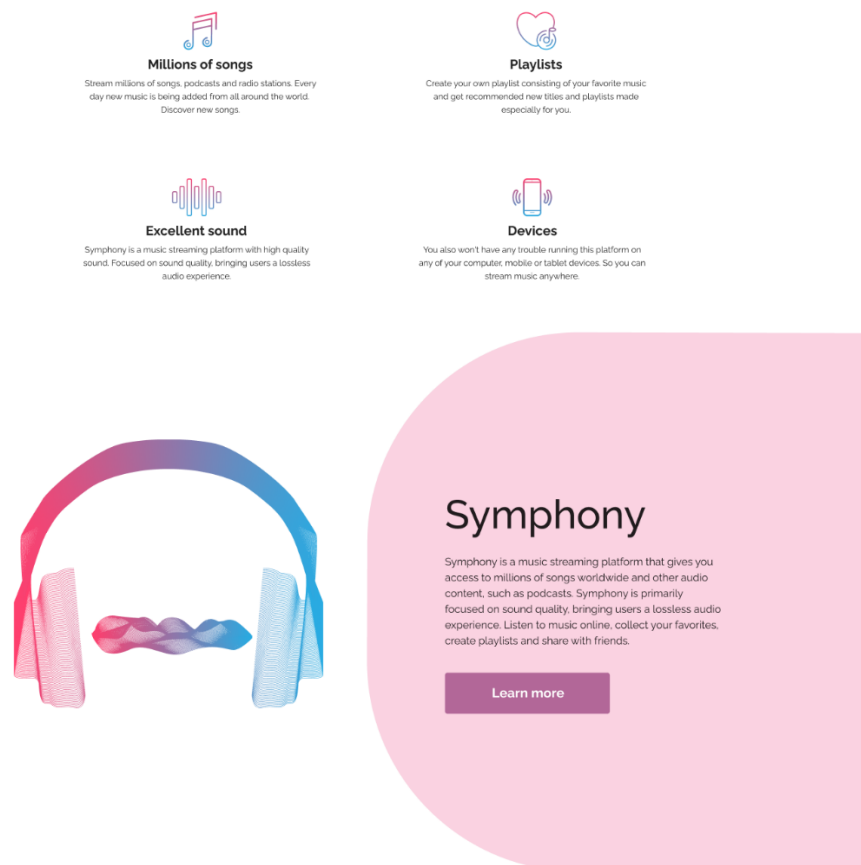 Millions of songs
Stream millions of songs, podcasts and radio stations. Every
day new music is being added from all around the world.
Discover new songs.
Playlists
Create your own playlist consisting of your favorite music
and get recommended new titles and playlists made
especially for you.
Excellent sound
Symphony is a music streaming platform with high quality
sound. Focused on sound quality, bringing users a lossless
audio experience.
Devices
You also won't have any trouble running this platform on
any of your computer, mobile or tablet devices. So you can
stream music anywhere.
Symphony
Symphony is a music streaming platform that gives you
access to millions of songs worldwide and other audio
content, such as podcasts. Symphony is primarily
focused on sound quality, bringing users a lossless audio
experience. Listen to music online, collect your favorites,
create playlists and share with friends.
Learn more